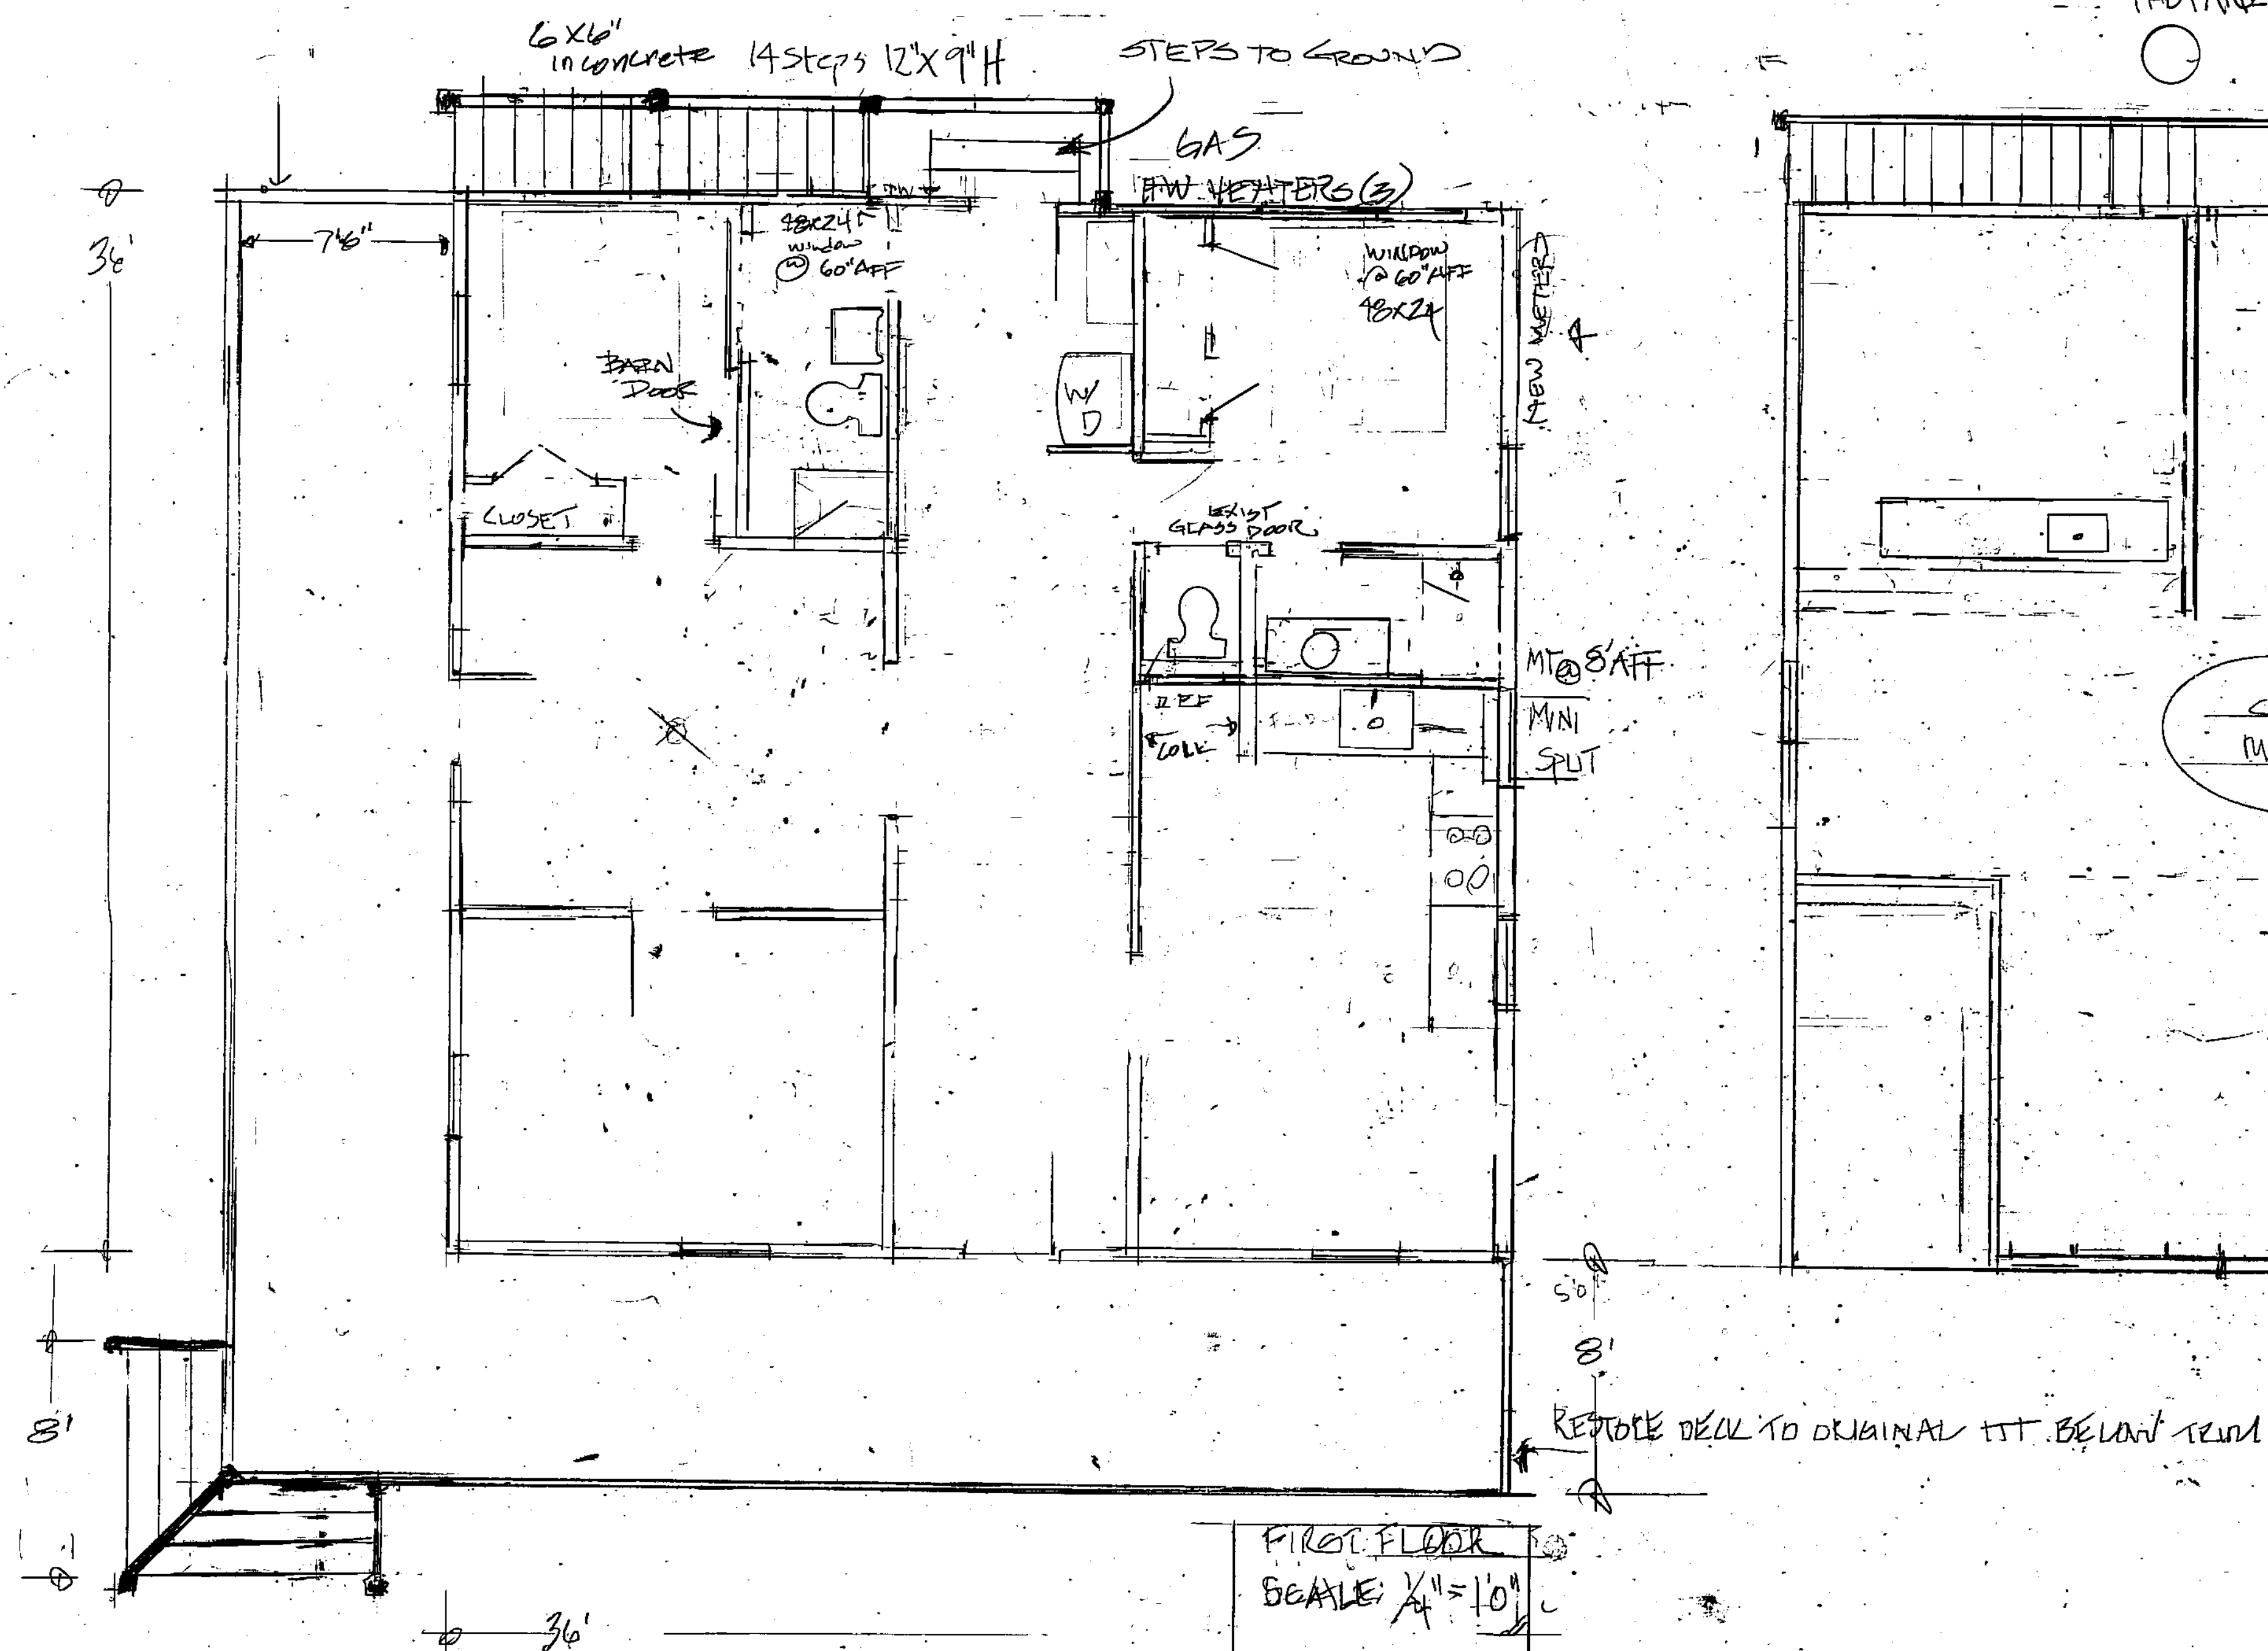 6X6"
in concrete 14 steps 12"X9"H
STEPS TO GROUND
GAS
HW HEATERS (3)
36'
7'6"
48X24
window
@ 60" AFF
WINDOW
@ 60" AFF
48X24
NEW METER
BARN
DOOR
W/
D
CLOSET
EXIST
GLASS DOOR
MT @ 8' AFF
MINI
SPLIT
REF
5'0
8'
8'
RESTORE DECK TO ORIGINAL HT. BELOW TRIM
FIRST FLOOR
SCALE: 1/4" = 1'0"
36'